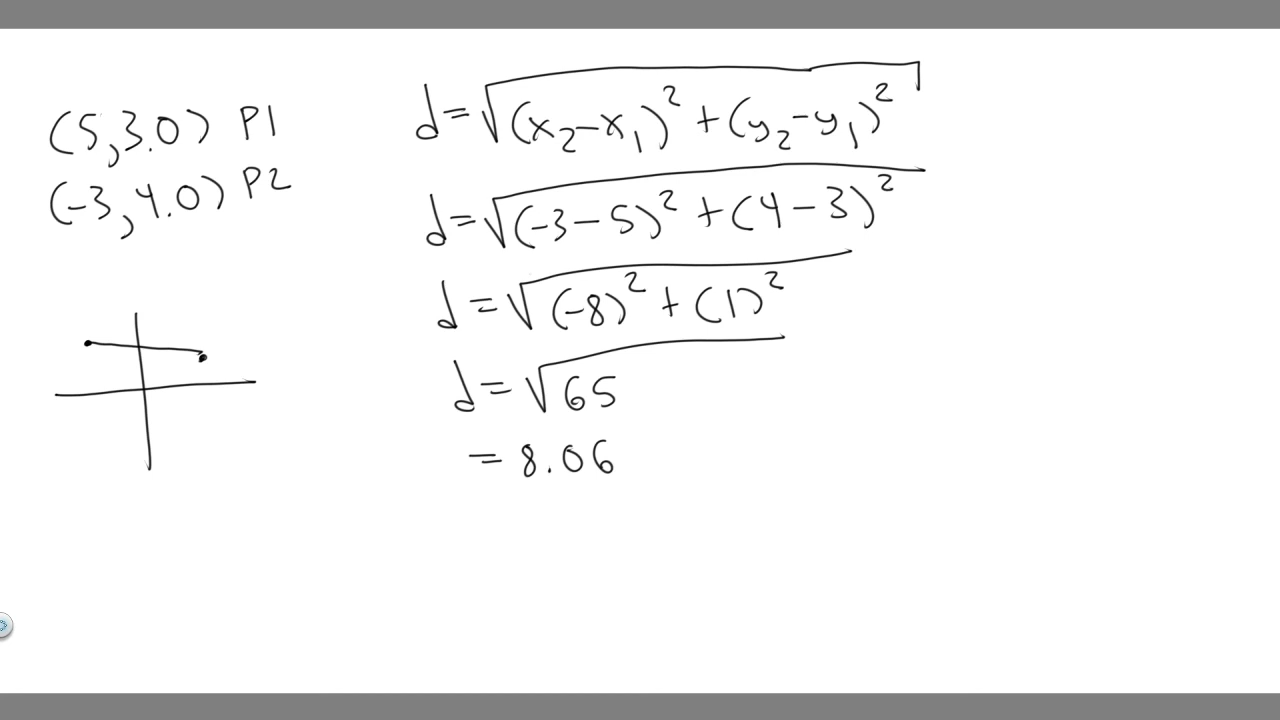 (5,3.0) P1
(-3,4.0) P2
d=√(x₂-x₁)²+(y₂-y₁)²
d=√(-3-5)²+(4-3)²
d=√(-8)²+(1)²
d=√65
=8.06